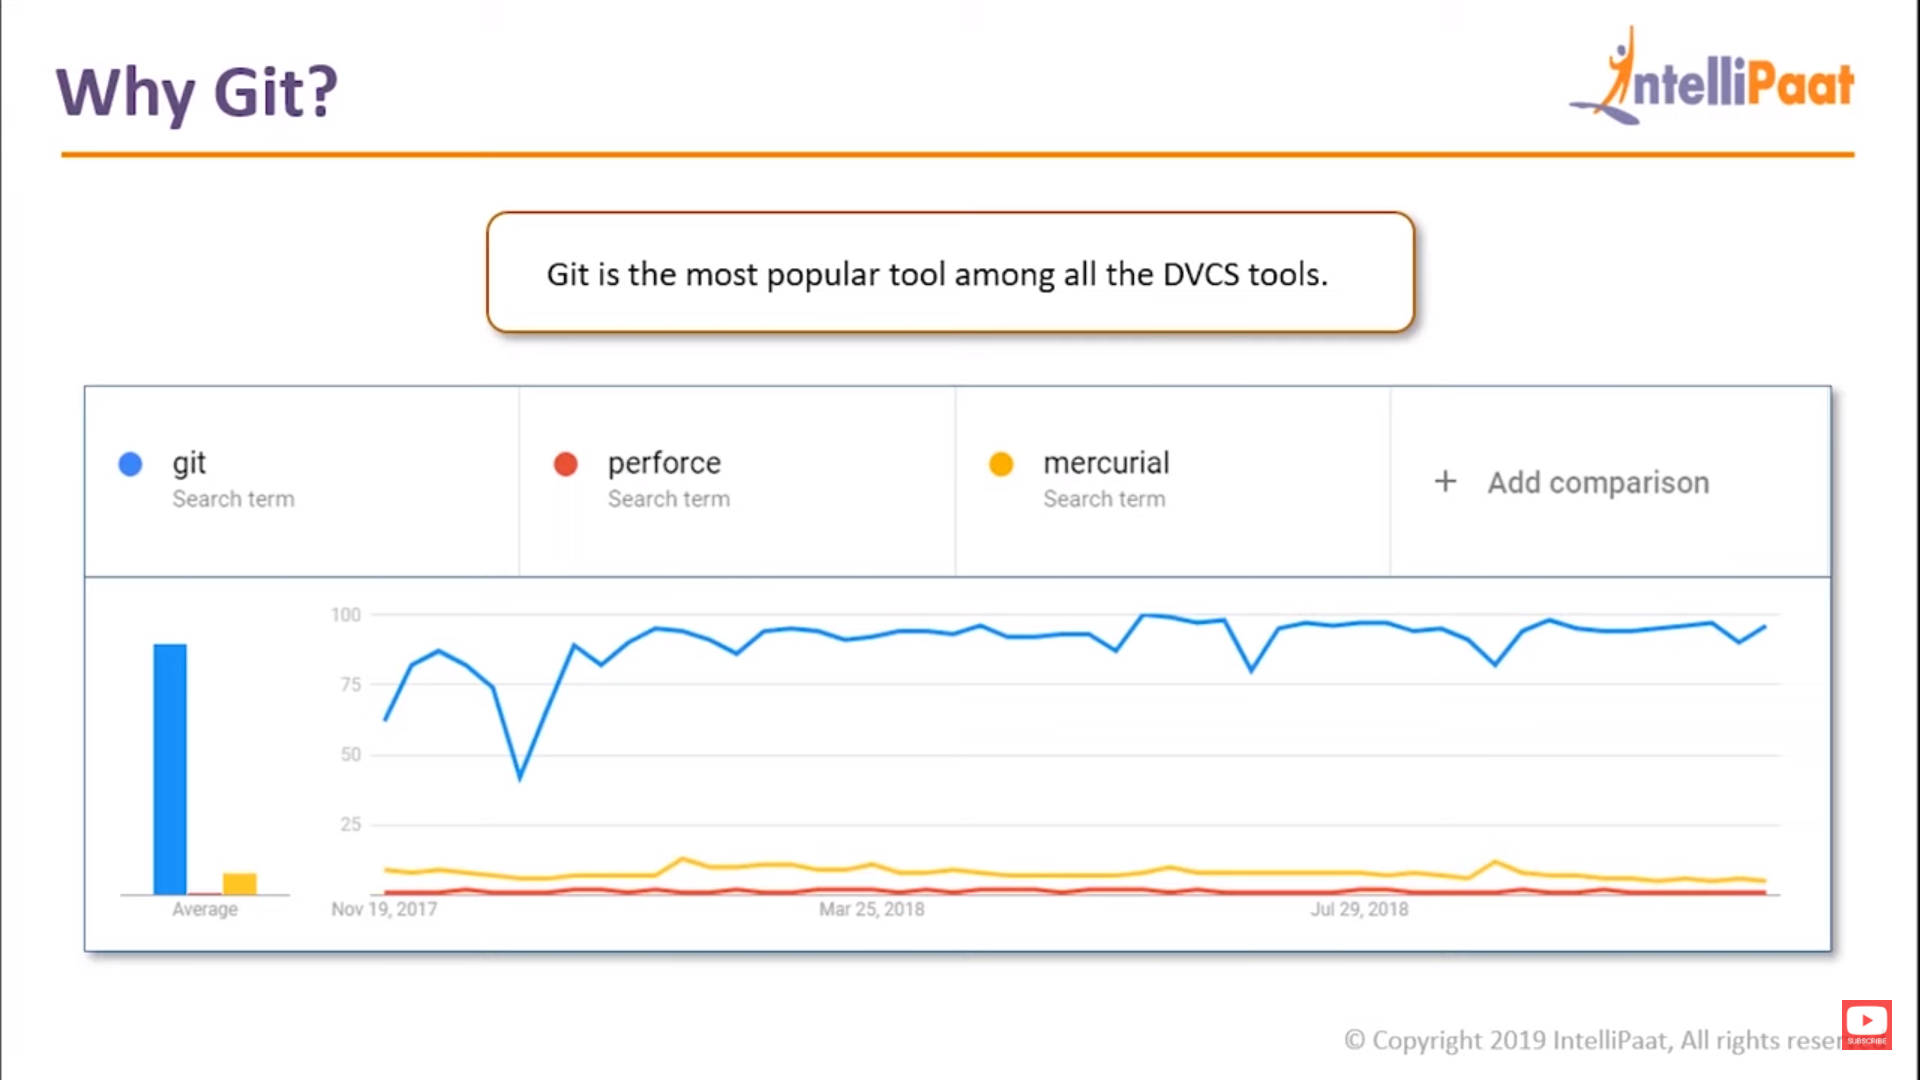 Why Git?
IntelliPaat
Git is the most popular tool among all the DVCS tools.
git
Search term
perforce
Search term
mercurial
Search term
+ Add comparison
100
75
50
25
Average
Nov 19, 2017
Mar 25, 2018
Jul 29, 2018
© Copyright 2019 IntelliPaat, All rights rese
SUBSCRIBE